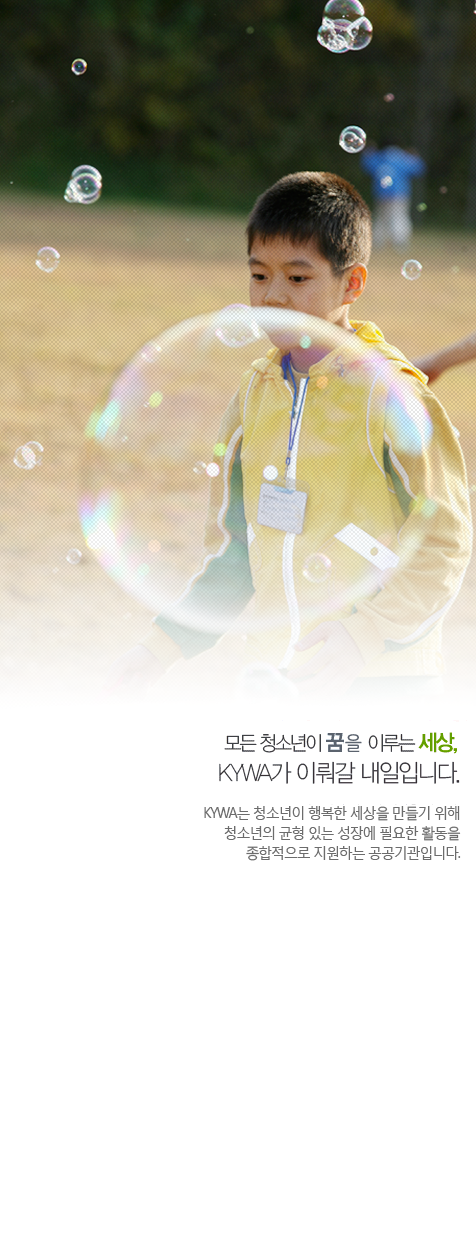 모든 청소년이 꿈을 이루는 세상,
KYWA가 이뤄갈 내일입니다.
KYWA는 청소년이 행복한 세상을 만들기 위해
청소년의 균형 있는 성장에 필요한 활동을
종합적으로 지원하는 공공기관입니다.